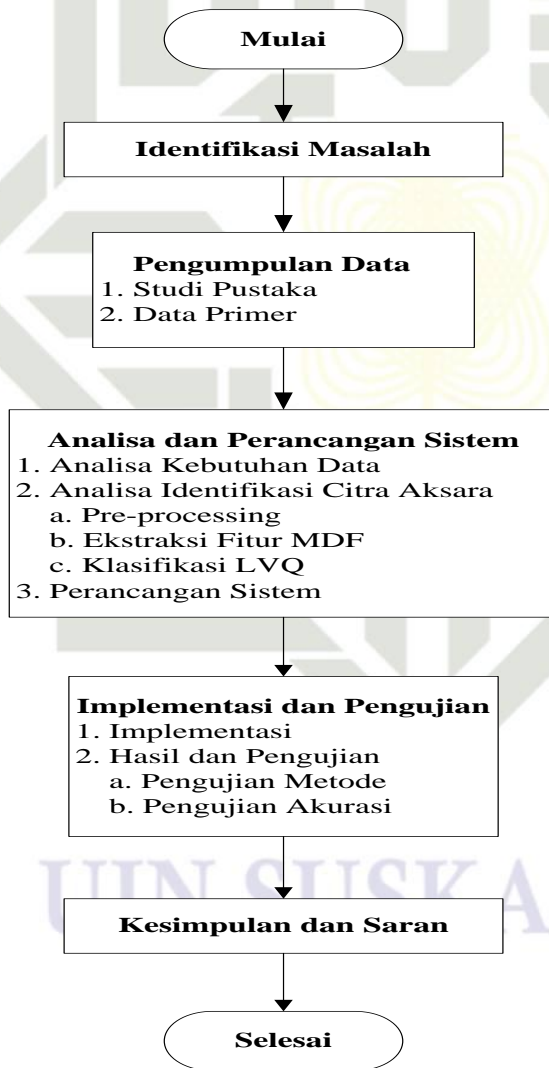 Mulai
Identifikasi Masalah
Pengumpulan Data
1. Studi Pustaka
2. Data Primer
Analisa dan Perancangan Sistem
1. Analisa Kebutuhan Data
2. Analisa Identifikasi Citra Aksara
a. Pre-processing
b. Ekstraksi Fitur MDF
c. Klasifikasi LVQ
3. Perancangan Sistem
Implementasi dan Pengujian
1. Implementasi
2. Hasil dan Pengujian
a. Pengujian Metode
b. Pengujian Akurasi
UIN SUSKA
Kesimpulan dan Saran
Selesai